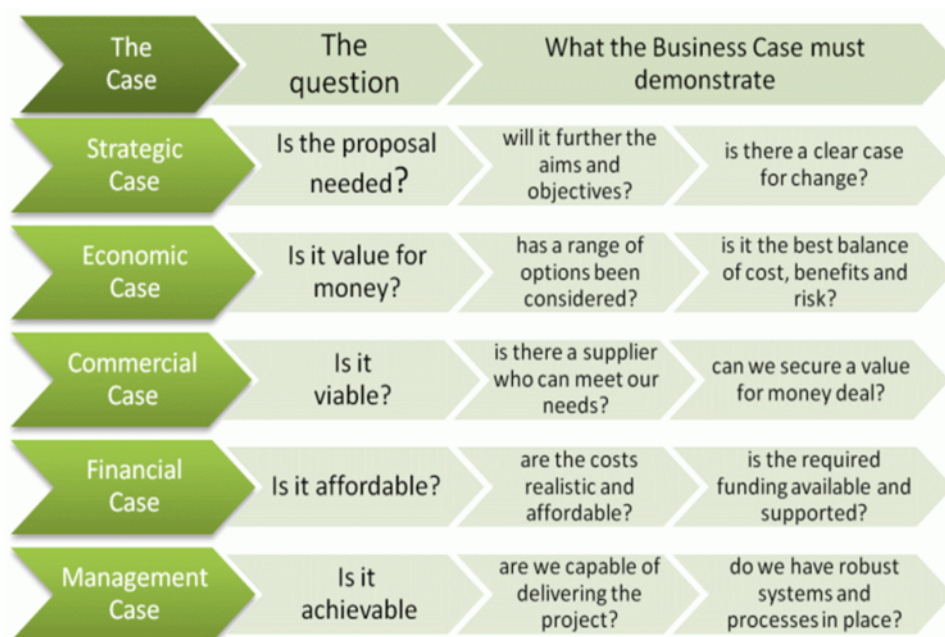 The
Case
The
question
What the Business Case must
demonstrate
Strategic
Case
Is the proposal
needed?
will it further the
aims and
objectives?
is there a clear case
for change?
Economic
Case
Is it value for
money?
has a range of
options been
considered?
is it the best balance
of cost, benefits and
risk?
Commercial
Case
Is it
viable?
is there a supplier
who can meet our
needs?
can we secure a value
for money deal?
Financial
Case
Is it affordable?
are the costs
realistic and
affordable?
is the required
funding available and
supported?
Management
Case
Is it
achievable
are we capable of
delivering the
project?
do we have robust
systems and
processes in place?